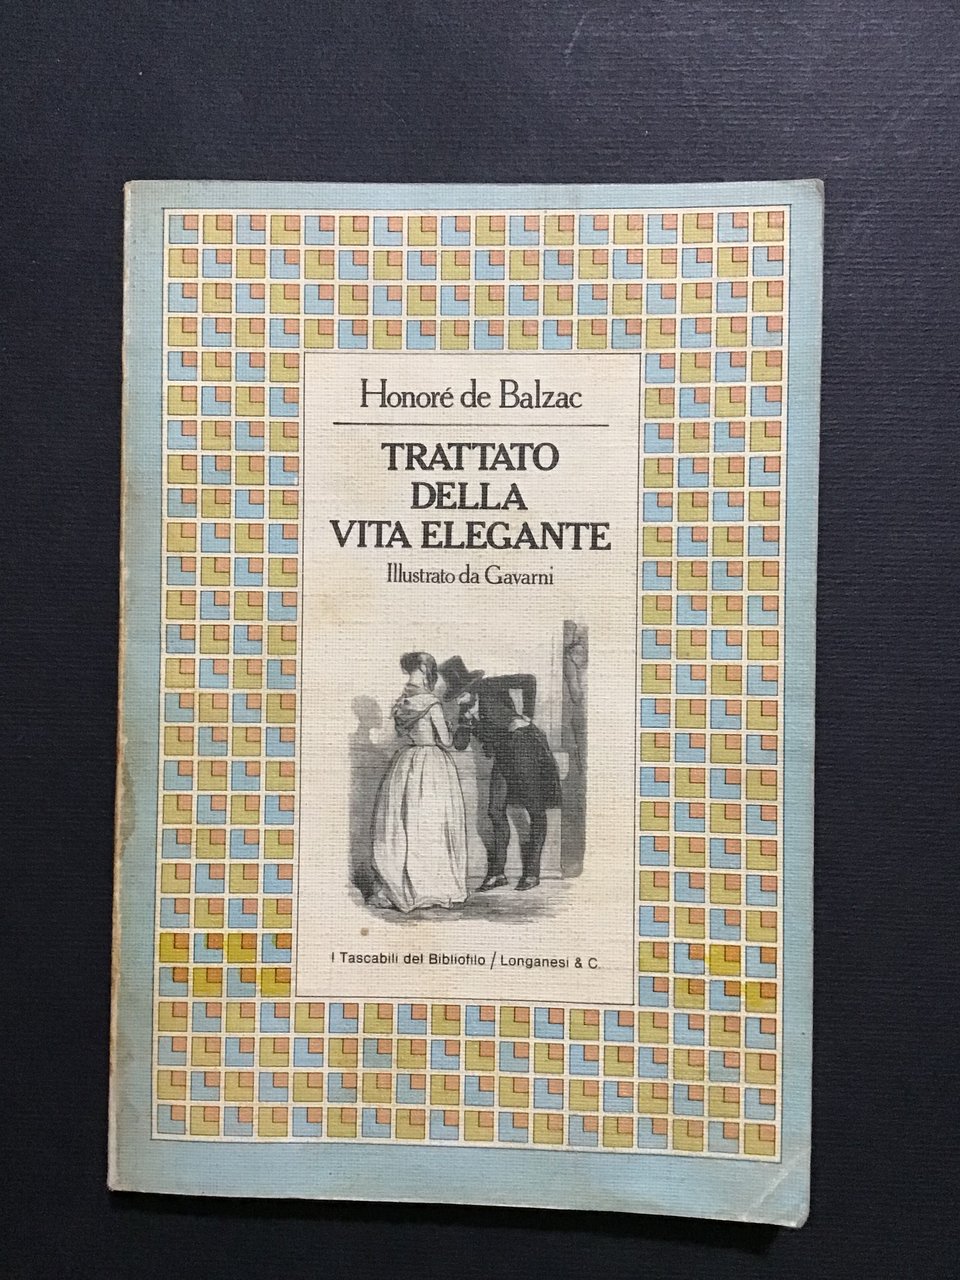 Honoré de Balzac
TRATTATO
DELLA
VITA ELEGANTE
Illustrato da Gavarni
I Tascabili del Bibliofilo / Longanesi & C.